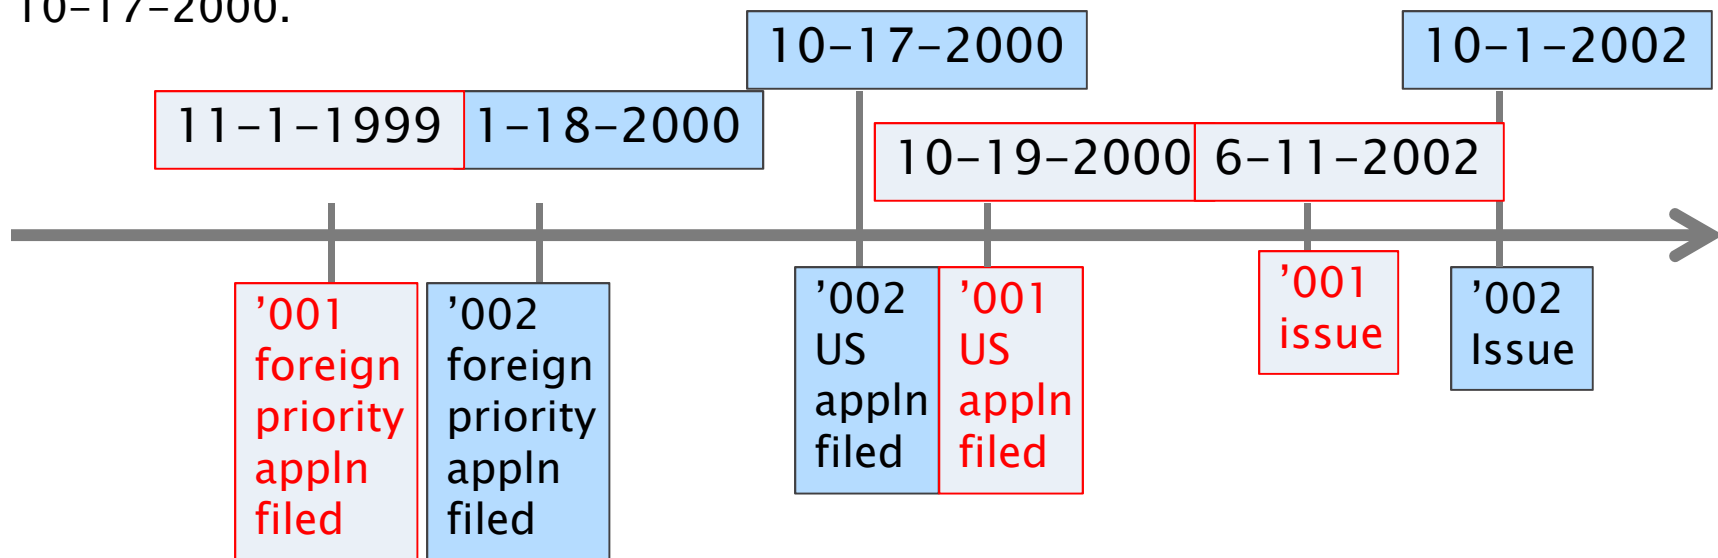 10-17-2000.
10-17-2000
10-1-2002
11-1-1999
1-18-2000
10-19-2000
6-11-2002
'001
foreign
priority
appln
filed
'002
foreign
priority
appln
filed
'002
US
appln
filed
'001
US
appln
filed
'001
issue
'002
Issue